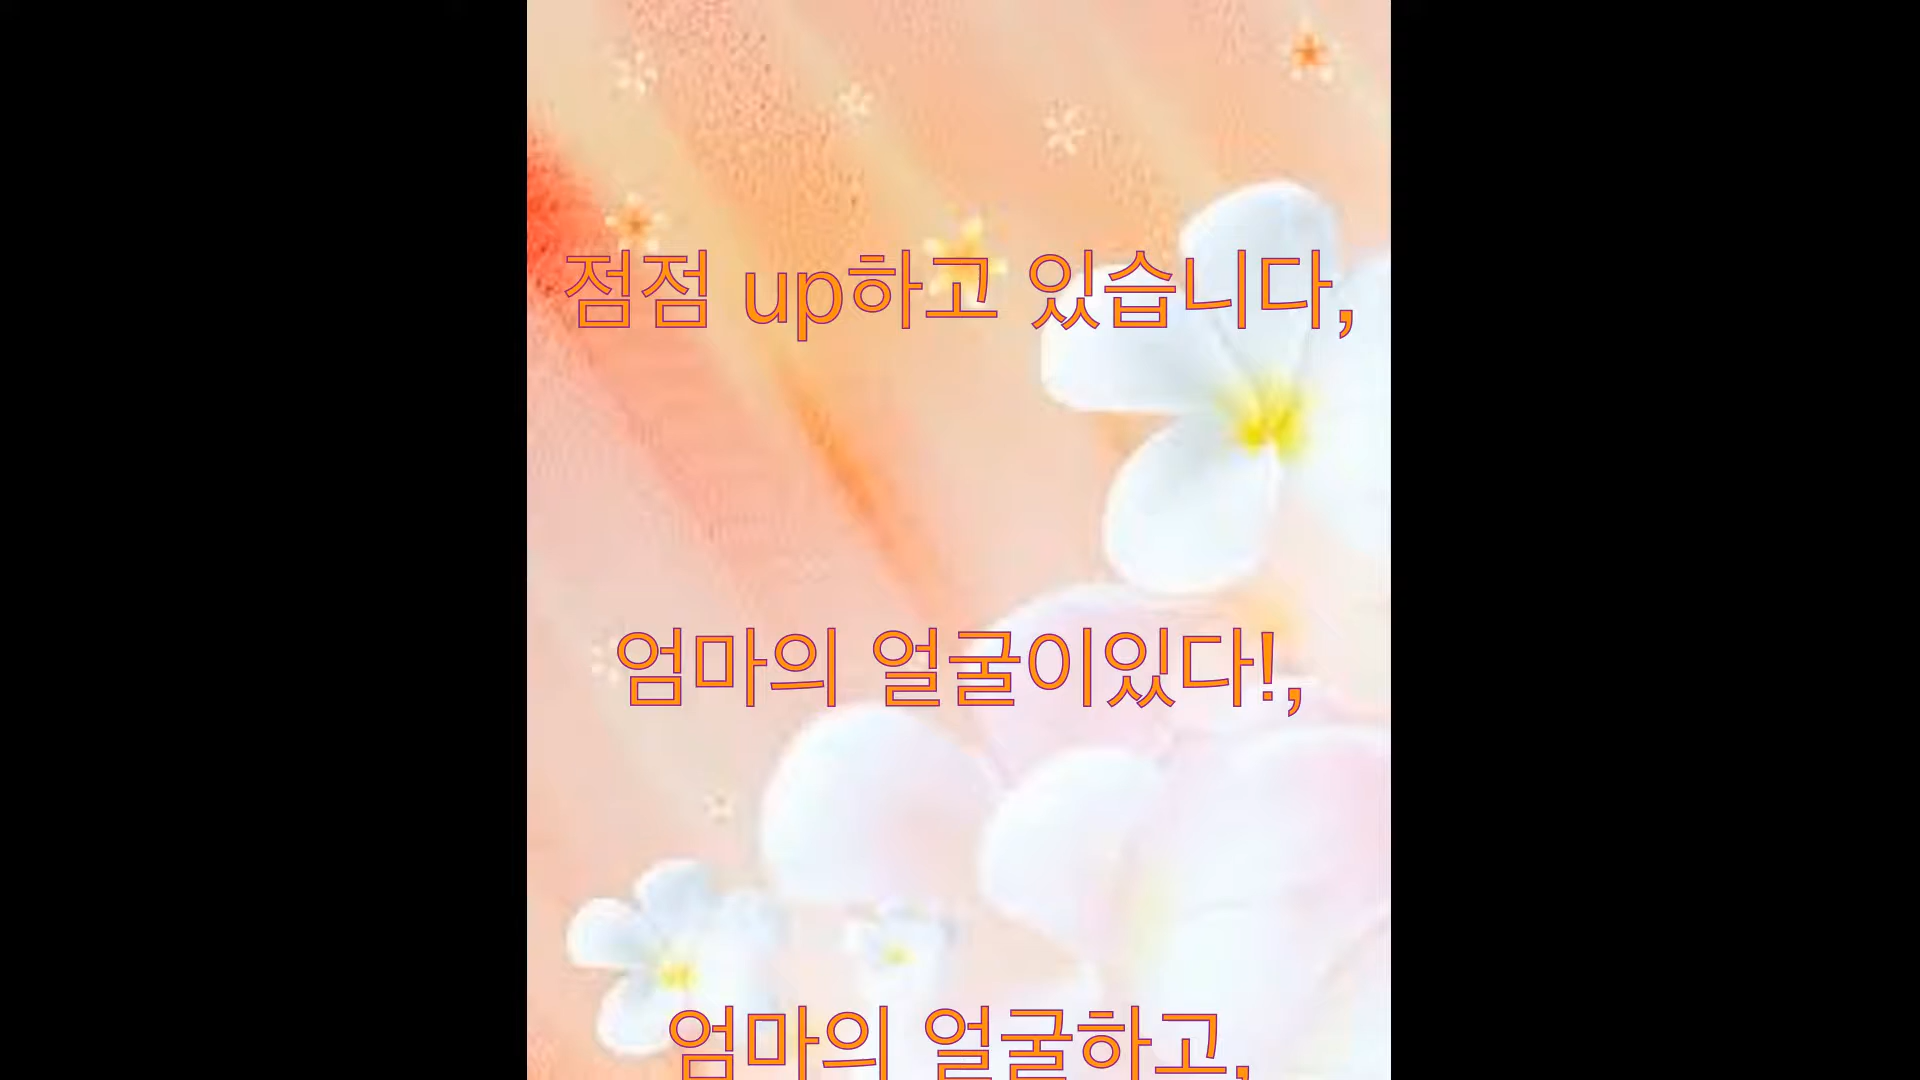 점점 up하고 있습니다,
엄마의 얼굴이있다!,
엄마의 얼굴하고,